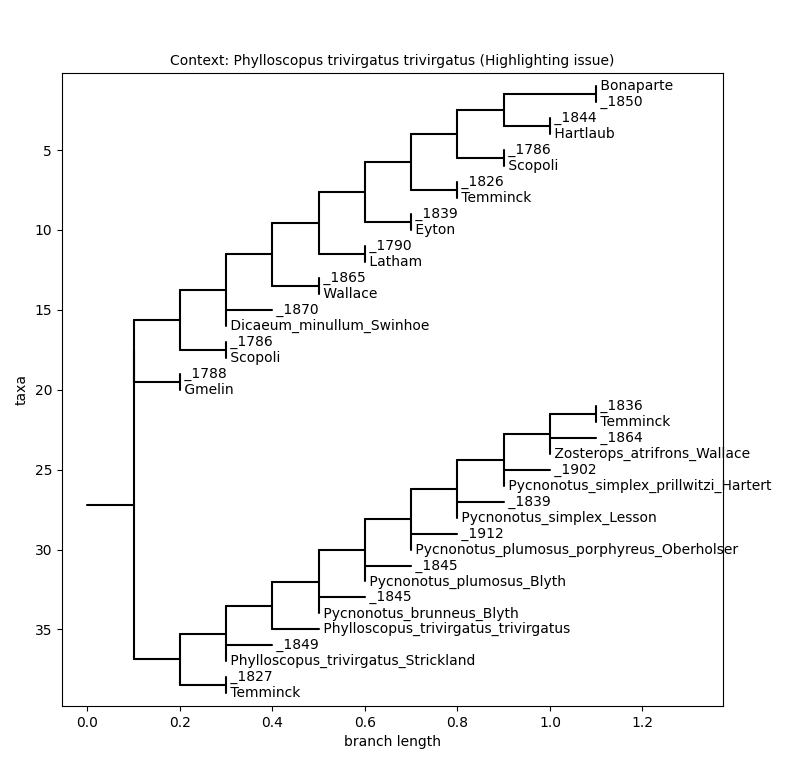 Context: Phylloscopus trivirgatus trivirgatus (Highlighting issue)
Bonaparte
_1850
_1844
Hartlaub
5
_1786
Scopoli
_1826
Temminck
_1839
10
Eyton
_1790
Latham
_1865
Wallace
15
_1870
Dicaeum_minullum_Swinhoe
_1786
Scopoli
_1788
20
Gmelin
taxa
_1836
Temminck
_1864
Zosterops_atrifrons_Wallace
25
_1902
Pycnonotus_simplex_prillwitzi_Hartert
_1839
Pycnonotus_simplex_Lesson
_1912
30
Pycnonotus_plumosus_porphyreus_Oberholser
_1845
Pycnonotus_plumosus_Blyth
_1845
Pycnonotus_brunneus_Blyth
35
Phylloscopus_trivirgatus_trivirgatus
_1849
Phylloscopus_trivirgatus_Strickland
_1827
Temminck
0.0 0.2 0.4 0.6 0.8 1.0 1.2
branch length